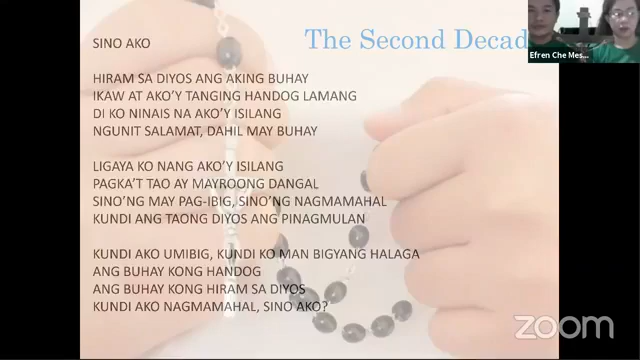 The Second Decad
SINO AKO
HIRAM SA DIYOS ANG AKING BUHAY
IKAW AT AKO'Y TANGING HANDOG LAMANG
DI KO NINAIS NA AKO'Y ISILANG
NGUNIT SALAMAT, DAHIL MAY BUHAY
LIGAYA KO NANG AKO'Y ISILANG
PAGKA'T TAO AY MAYROONG DANGAL
SINO'NG MAY PAG-IBIG, SINO'NG NAGMAMAHAL
KUNDI ANG TAONG DIYOS ANG PINAGMULAN
KUNDI AKO UMIBIG, KUNDI KO MAN BIGYANG HALAGA
ANG BUHAY KONG HANDOG
ANG BUHAY KONG HIRAM SA DIYOS
KUNDI AKO NAGMAMAHAL, SINO AKO?
Efren Che Mes...
zoom